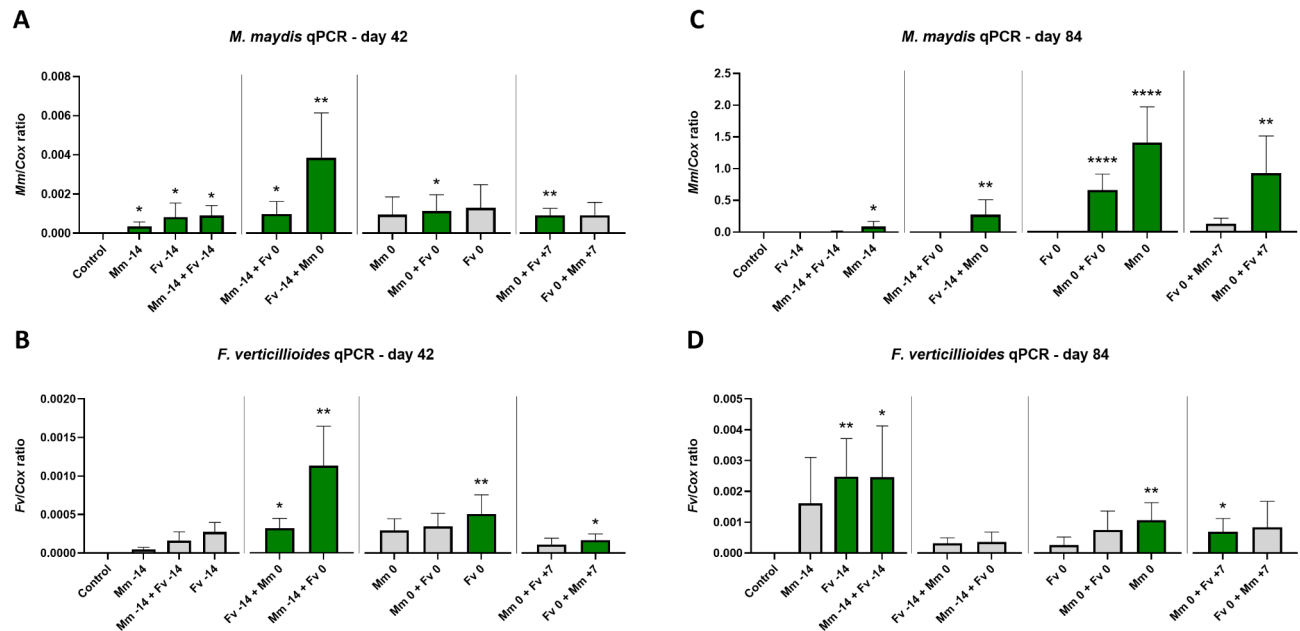 A
M. maydis qPCR - day 42
Mm/Cox ratio
0.008
0.006
0.004
0.002
0.000
*
*
*
*
**
*
**
Control
Mm -14
Fv -14
Mm -14 + Fv -14
Mm -14 + Fv 0
Fv -14 + Mm 0
Mm 0
Mm 0 + Fv 0
Fv 0
Mm 0 + Fv +7
Fv 0 + Mm +7
C
M. maydis qPCR - day 84
Mm/Cox ratio
2.5
2.0
1.5
1.0
0.5
0.0
*
**
****
****
**
Control
Fv -14
Mm -14 + Fv -14
Mm -14
Mm -14 + Fv 0
Fv -14 + Mm 0
Fv 0
Mm 0 + Fv 0
Mm 0
Fv 0 + Mm +7
Mm 0 + Fv +7
B
F. verticillioides qPCR - day 42
Fv/Cox ratio
0.0020
0.0015
0.0010
0.0005
0.0000
*
**
**
*
Control
Mm -14
Mm -14 + Fv -14
Fv -14
Fv -14 + Mm 0
Mm -14 + Fv 0
Mm 0
Mm 0 + Fv 0
Fv 0
Mm 0 + Fv +7
Fv 0 + Mm +7
D
F. verticillioides qPCR - day 84
Fv/Cox ratio
0.005
0.004
0.003
0.002
0.001
0.000
**
*
**
*
Control
Mm -14
Fv -14
Mm -14 + Fv -14
Fv -14 + Mm 0
Mm -14 + Fv 0
Fv 0
Mm 0 + Fv 0
Mm 0
Mm 0 + Fv +7
Fv 0 + Mm +7